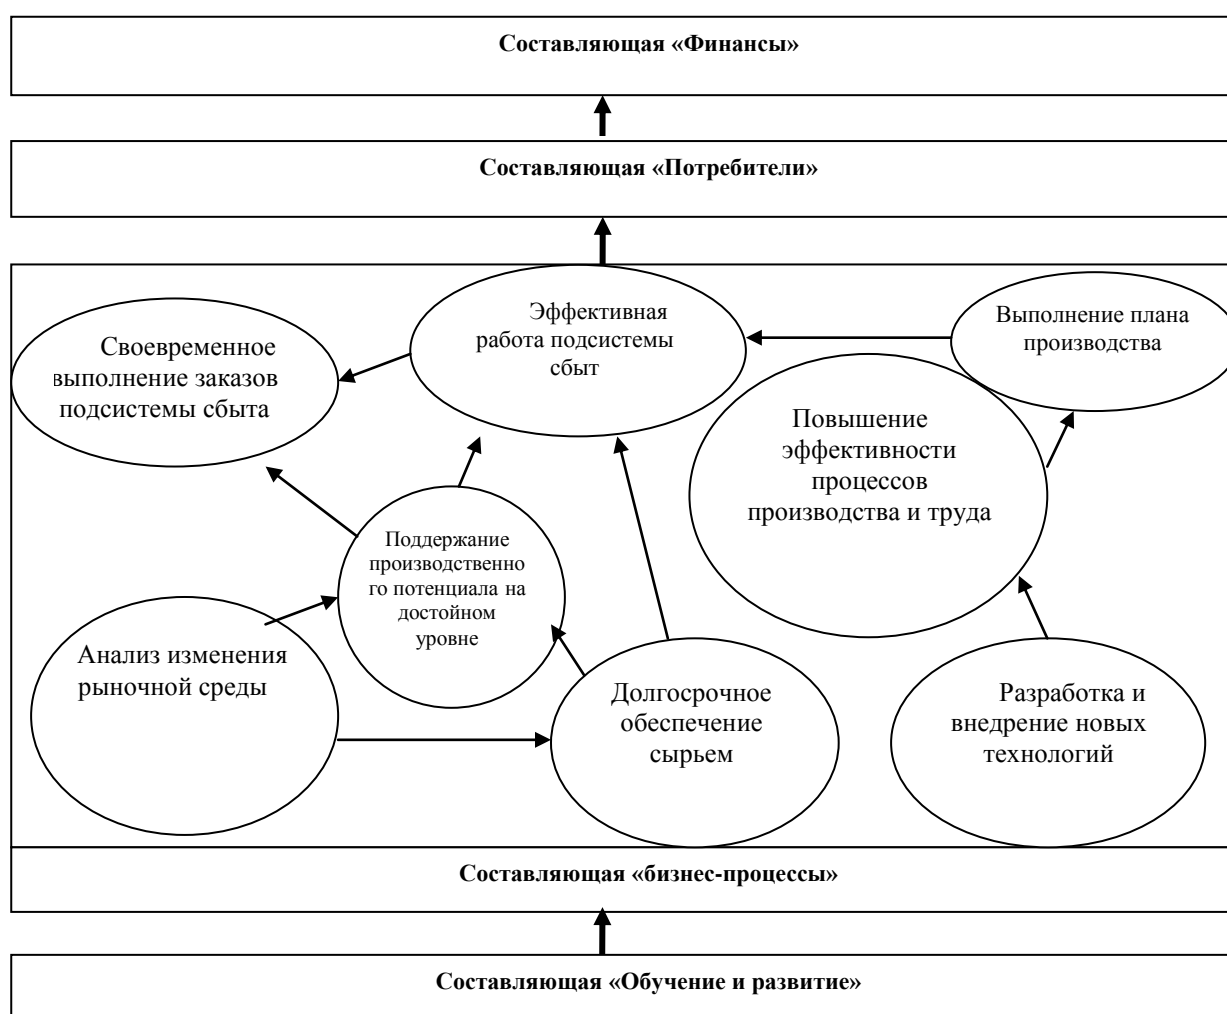 Составляющая «Финансы»
Составляющая «Потребители»
Эффективная
работа подсистемы
сбыт
Выполнение плана
производства
Своевременное
выполнение заказов
подсистемы сбыта
Повышение
эффективности
процессов
производства и труда
Поддержание
производственно
го потенциала на
достойном
уровне
Анализ изменения
рыночной среды
Долгосрочное
обеспечение
сырьем
Разработка и
внедрение новых
технологий
Составляющая «бизнес-процессы»
Составляющая «Обучение и развитие»